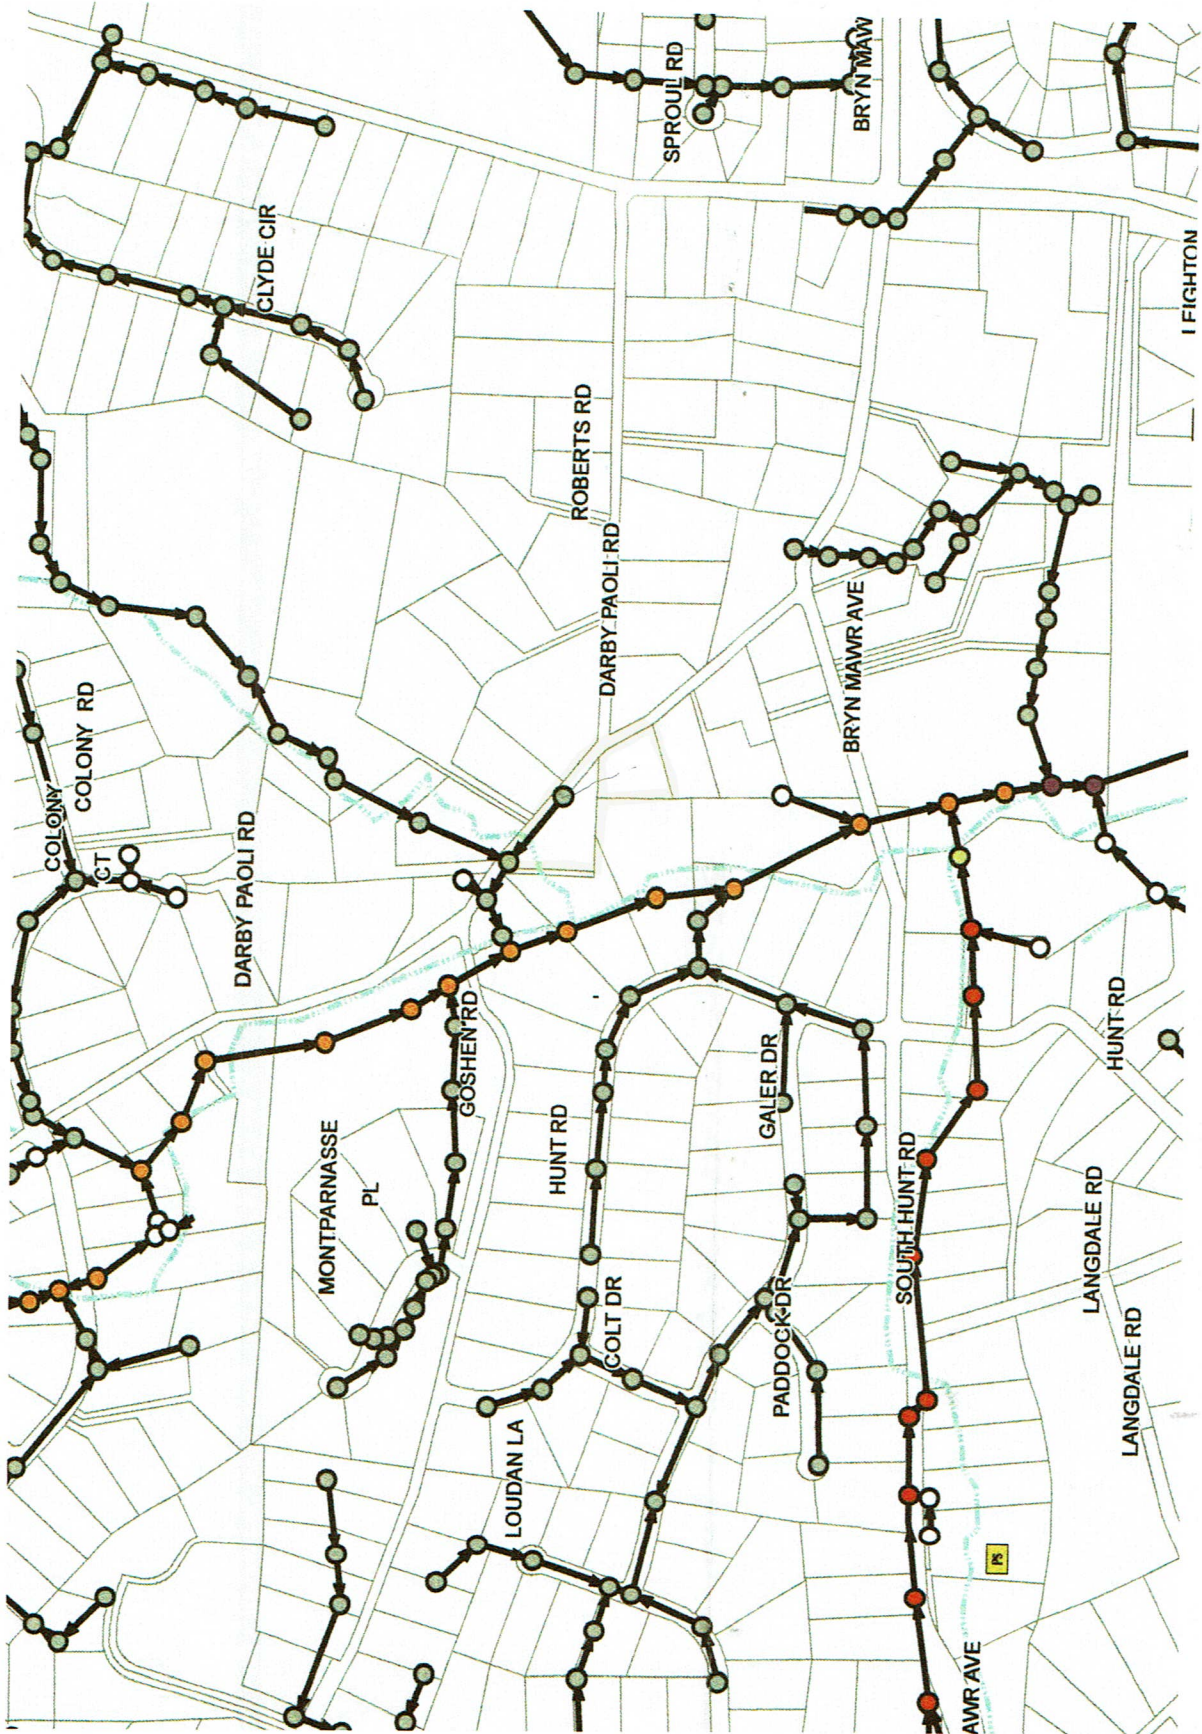 SPROUL RD
BRYN MAW
CLYDE CIR
LEIGHTON
ROBERTS RD
DARBY PAOLI RD
BRYN MAWR AVE
COLONY RD
COLONY
CT
DARBY PAOLI RD
GOSHEN RD
HUNT RD
GALER DR
HUNT RD
MONTPARNASSE
PL
SOUTH HUNT RD
LANGDALE RD
COLT DR
PADDOCK DR
LANGDALE RD
LOUDAN LA
PS
AWR AVE